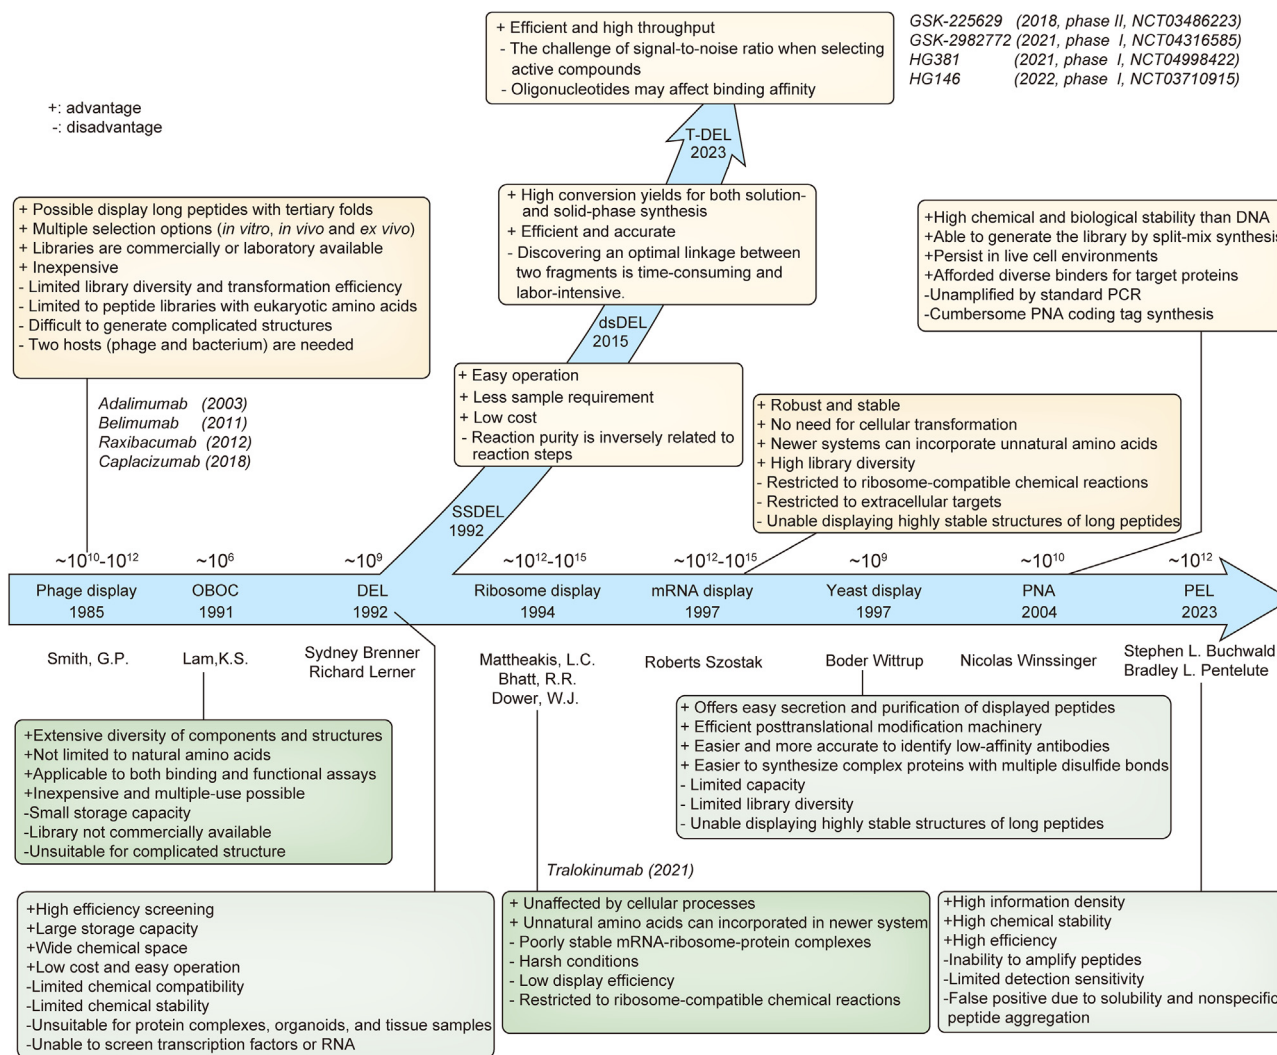 + Efficient and high throughput
- The challenge of signal-to-noise ratio when selecting
active compounds
- Oligonucleotides may affect binding affinity
GSK-225629 (2018, phase II, NCT03486223)
GSK-2982772 (2021, phase I, NCT04316585)
HG381 (2021, phase I, NCT04998422)
HG146 (2022, phase I, NCT03710915)
+: advantage
-: disadvantage
T-DEL
2023
+ Possible display long peptides with tertiary folds
+ Multiple selection options (in vitro, in vivo and ex vivo)
+ Libraries are commercially or laboratory available
+ Inexpensive
- Limited library diversity and transformation efficiency
- Limited to peptide libraries with eukaryotic amino acids
- Difficult to generate complicated structures
- Two hosts (phage and bacterium) are needed
+ High conversion yields for both solution-
and solid-phase synthesis
+ Efficient and accurate
- Discovering an optimal linkage between
two fragments is time-consuming and
labor-intensive.
+High chemical and biological stability than DNA
+Able to generate the library by split-mix synthesis
+Persist in live cell environments
+Afforded diverse binders for target proteins
-Unamplified by standard PCR
-Cumbersome PNA coding tag synthesis
dsDEL
2015
Adalimumab (2003)
Belimumab (2011)
Raxibacumab (2012)
Caplacizumab (2018)
+ Easy operation
+ Less sample requirement
+ Low cost
- Reaction purity is inversely related to
reaction steps
+ Robust and stable
+ No need for cellular transformation
+ Newer systems can incorporate unnatural amino acids
+ High library diversity
- Restricted to ribosome-compatible chemical reactions
- Restricted to extracellular targets
- Unable displaying highly stable structures of long peptides
SSDEL
1992
~10¹⁰-10¹² ~10⁶ ~10⁹ ~10¹²-10¹⁵ ~10¹²-10¹⁵ ~10⁹ ~10¹⁰ ~10¹²
Phage display OBOC DEL Ribosome display mRNA display Yeast display PNA PEL
1985 1991 1992 1994 1997 1997 2004 2023
Smith, G.P.
Lam,K.S.
Sydney Brenner
Richard Lerner
Mattheakis, L.C.
Bhatt, R.R.
Dower, W.J.
Roberts Szostak
Boder Wittrup
Nicolas Winssinger
Stephen L. Buchwald
Bradley L. Pentelute
+Extensive diversity of components and structures
+Not limited to natural amino acids
+Applicable to both binding and functional assays
+Inexpensive and multiple-use possible
-Small storage capacity
-Library not commercially available
-Unsuitable for complicated structure
+ Offers easy secretion and purification of displayed peptides
+ Efficient posttranslational modification machinery
+ Easier and more accurate to identify low-affinity antibodies
+ Easier to synthesize complex proteins with multiple disulfide bonds
- Limited capacity
- Limited library diversity
- Unable displaying highly stable structures of long peptides
Tralokinumab (2021)
+High efficiency screening
+Large storage capacity
+Wide chemical space
+Low cost and easy operation
-Limited chemical compatibility
-Limited chemical stability
-Unsuitable for protein complexes, organoids, and tissue samples
-Unable to screen transcription factors or RNA
+ Unaffected by cellular processes
+ Unnatural amino acids can incorporated in newer system
- Poorly stable mRNA-ribosome-protein complexes
- Harsh conditions
- Low display efficiency
- Restricted to ribosome-compatible chemical reactions
+High information density
+High chemical stability
+High efficiency
-Inability to amplify peptides
-Limited detection sensitivity
-False positive due to solubility and nonspecific
peptide aggregation